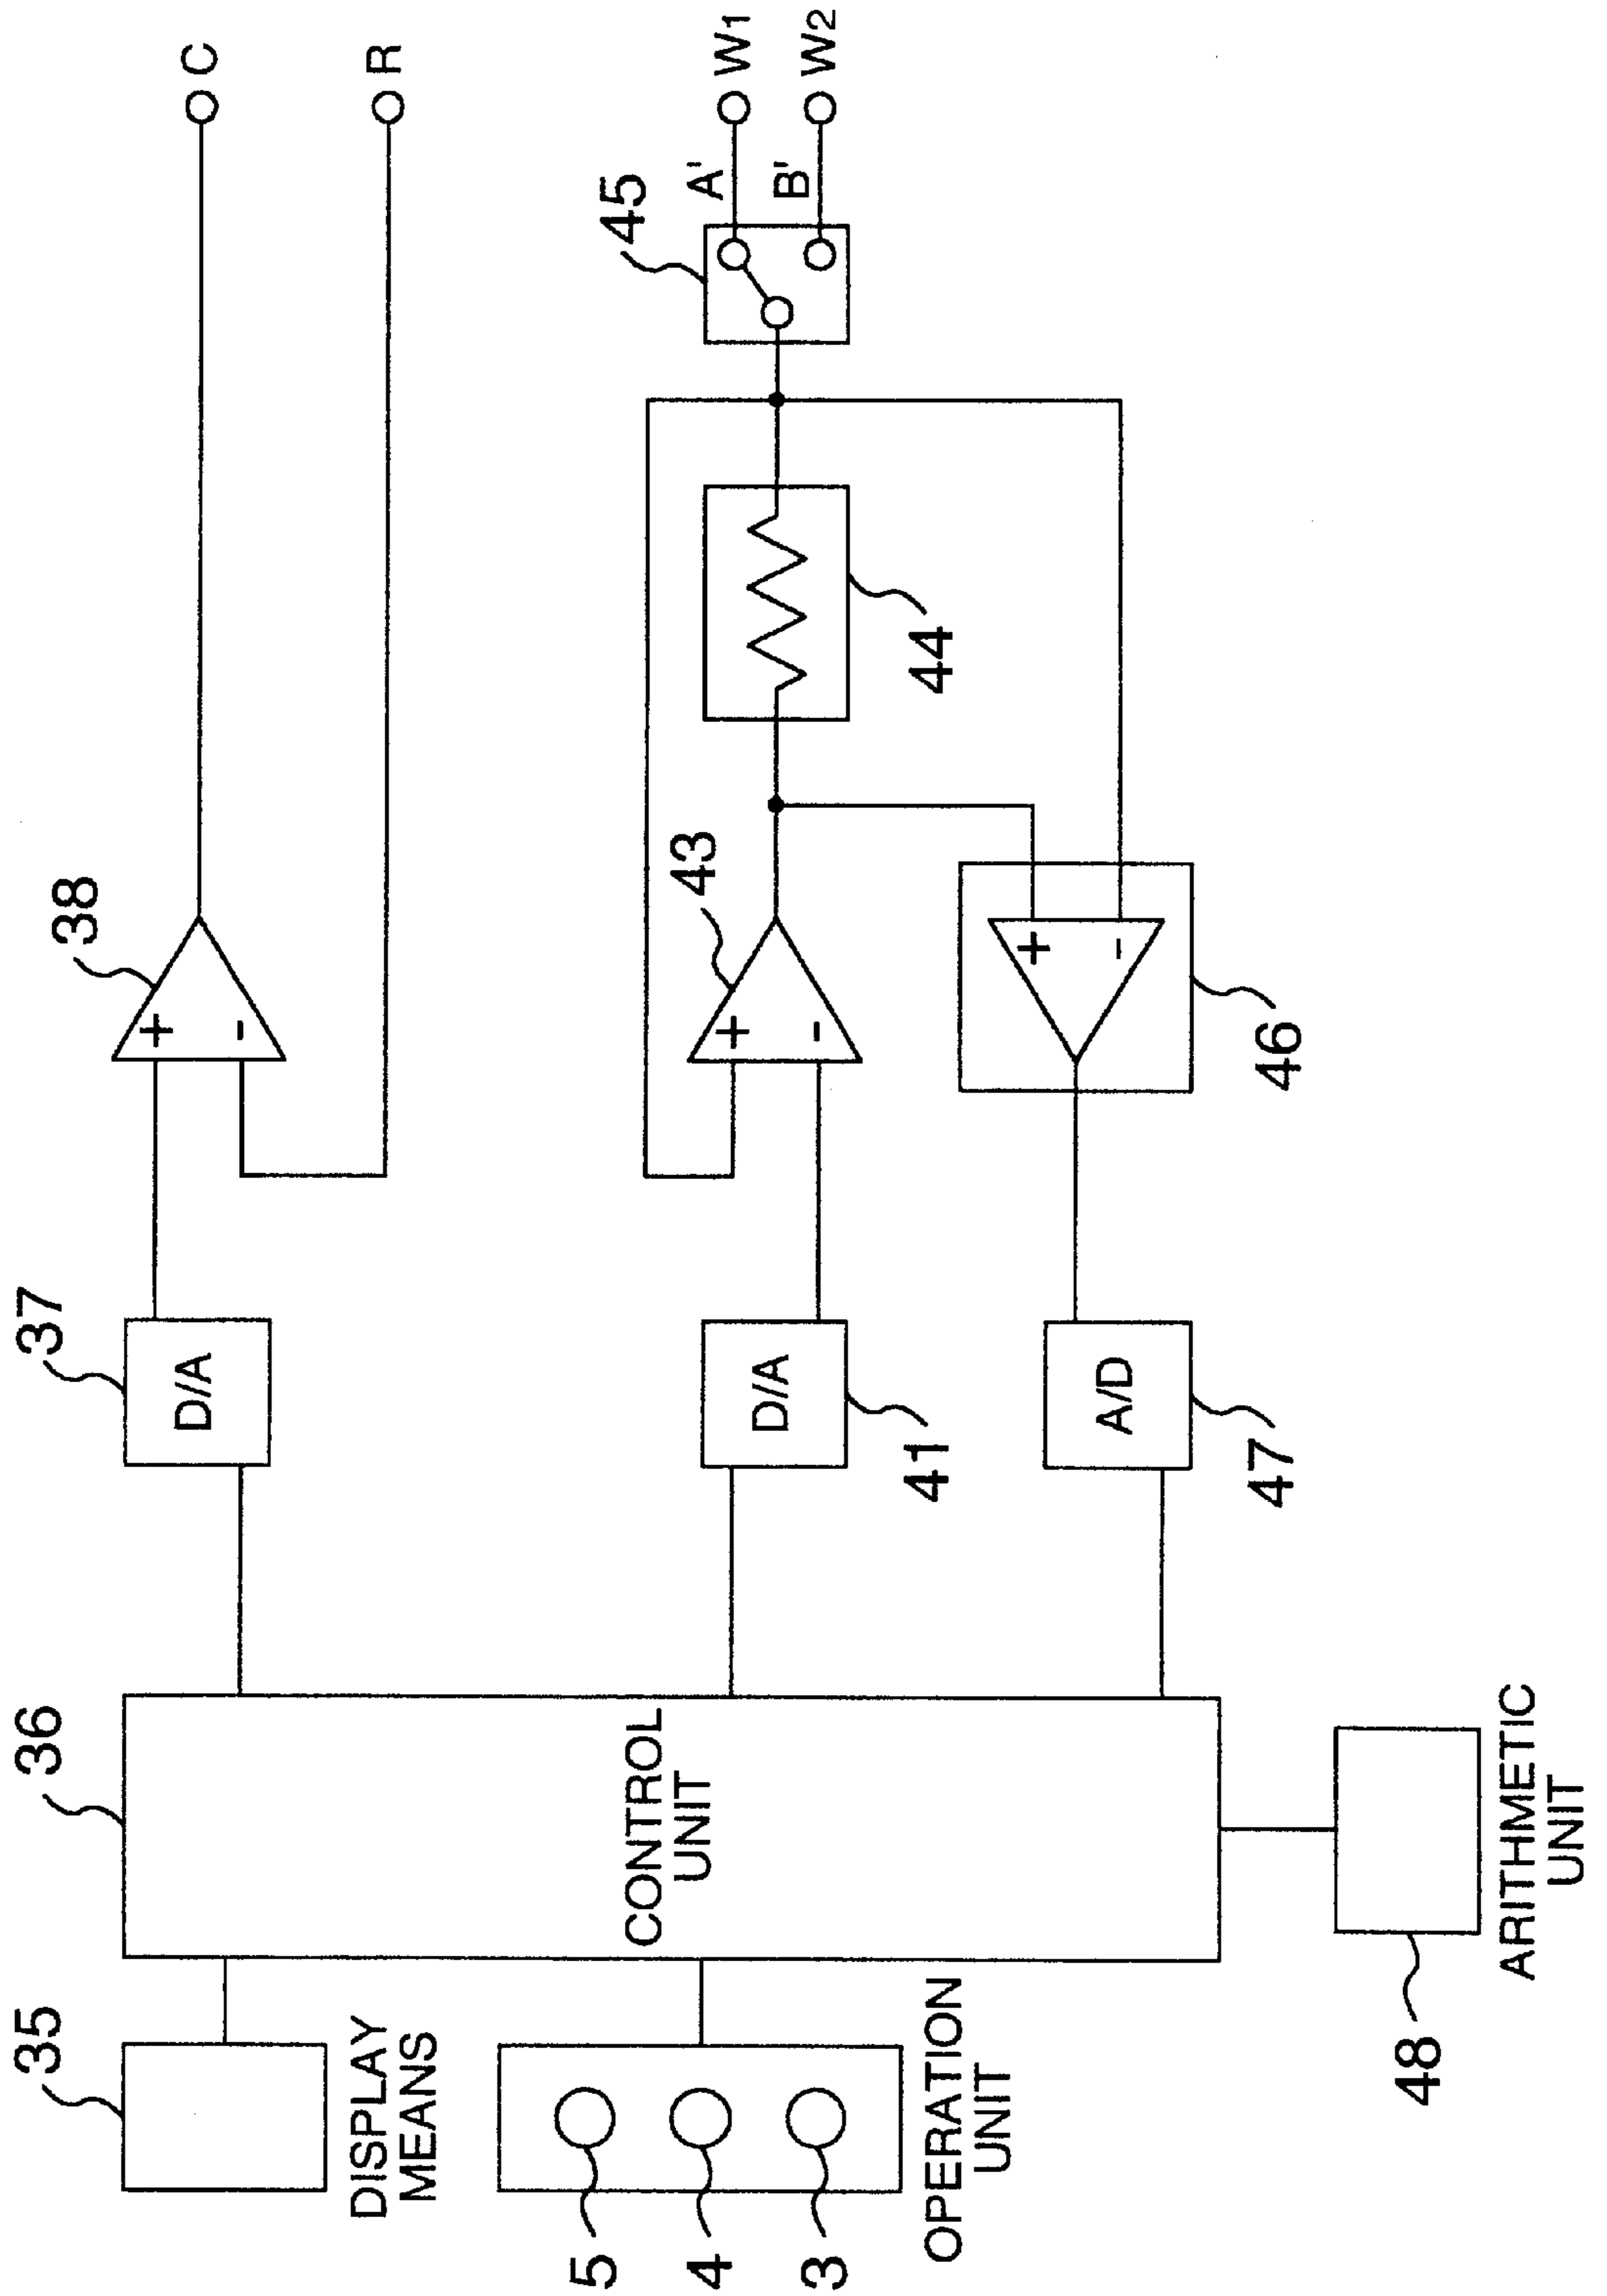 35
DISPLAY
MEANS
5
4
3
OPERATION
UNIT
36
CONTROL
UNIT
48
ARITHMETIC
UNIT
37
D/A
38
+
-
C
R
41
D/A
43
+
-
44
45
A'
B'
W1
W2
46
+
-
47
A/D